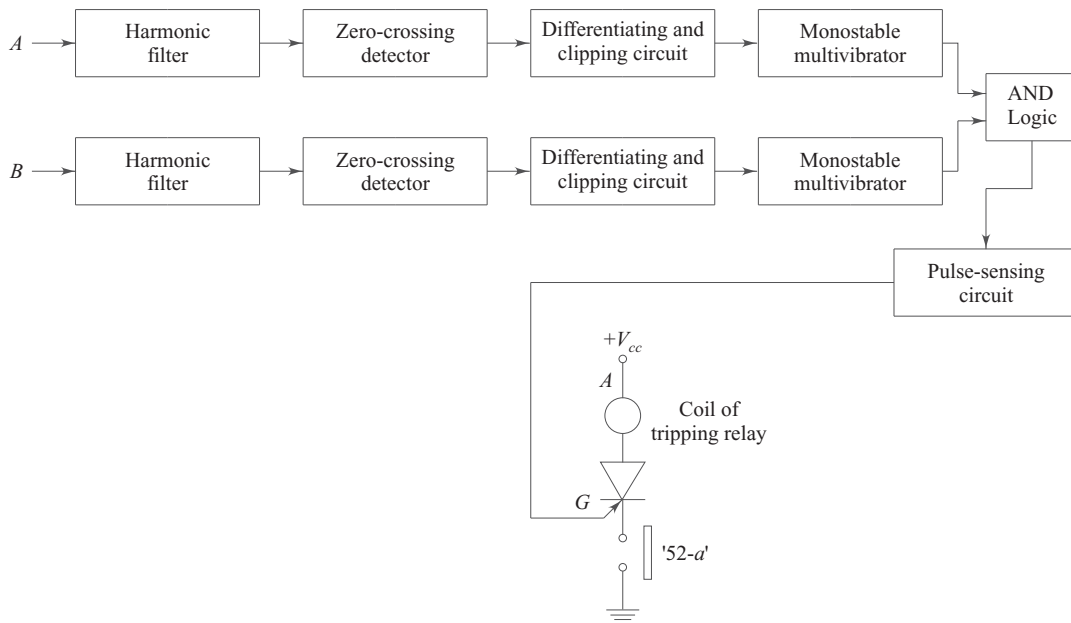 A
Harmonic
filter
Zero-crossing
detector
Differentiating and
clipping circuit
Monostable
multivibrator
AND
Logic
B
Harmonic
filter
Zero-crossing
detector
Differentiating and
clipping circuit
Monostable
multivibrator
Pulse-sensing
circuit
+Vcc
A
Coil of
tripping relay
G
'52-a'